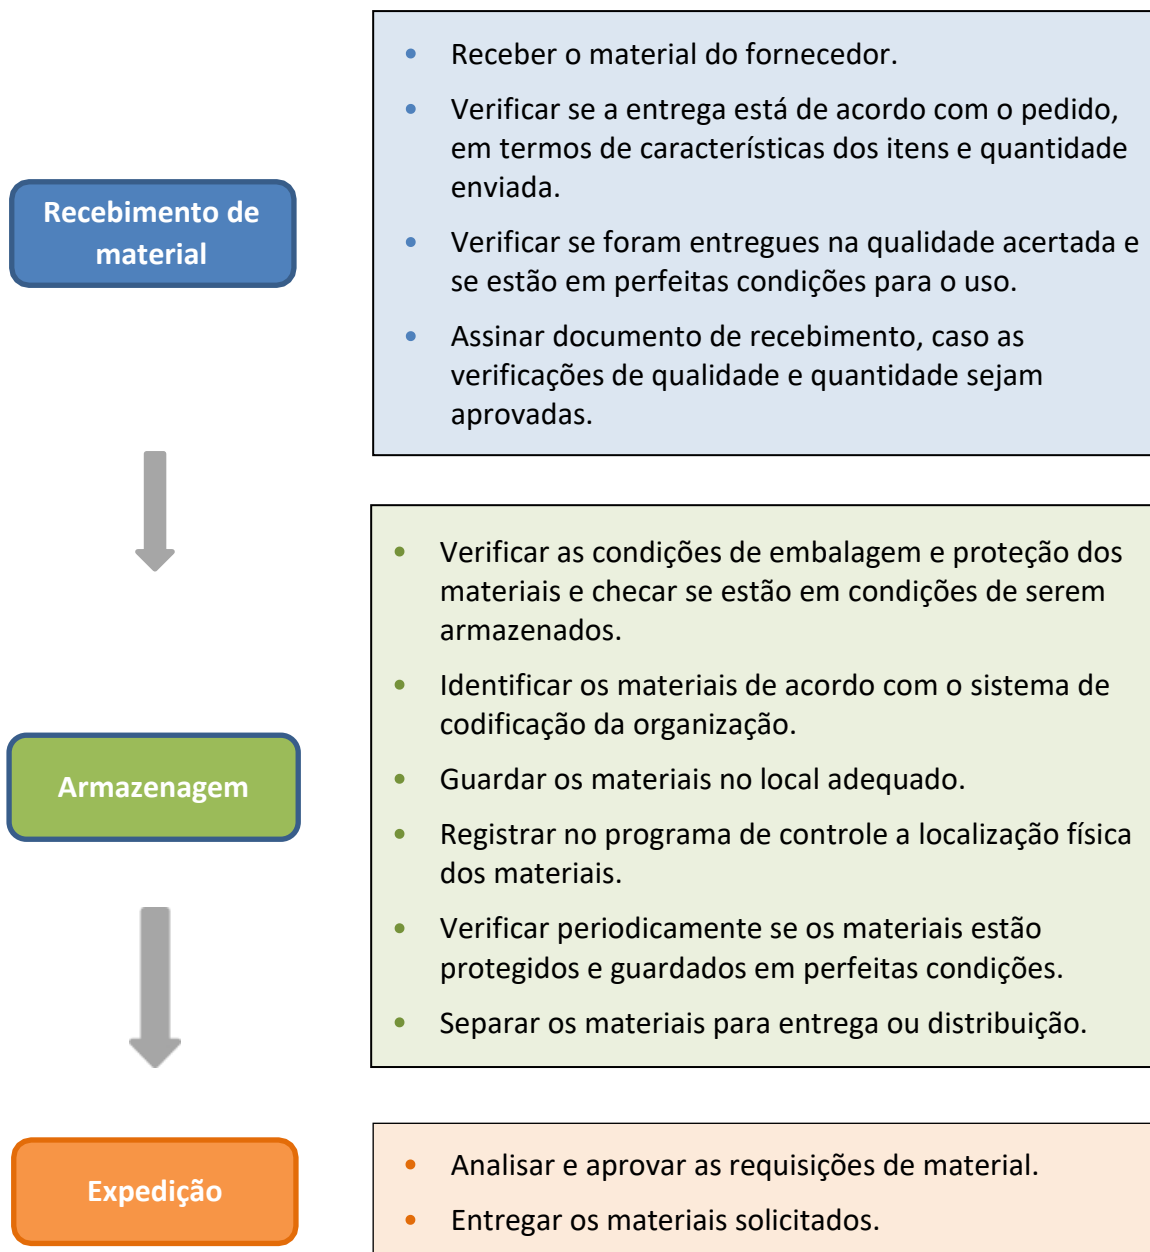 Recebimento de
material
• Receber o material do fornecedor.
• Verificar se a entrega está de acordo com o pedido,
em termos de características dos itens e quantidade
enviada.
• Verificar se foram entregues na qualidade acertada e
se estão em perfeitas condições para o uso.
• Assinar documento de recebimento, caso as
verificações de qualidade e quantidade sejam
aprovadas.
Armazenagem
• Verificar as condições de embalagem e proteção dos
materiais e checar se estão em condições de serem
armazenados.
• Identificar os materiais de acordo com o sistema de
codificação da organização.
• Guardar os materiais no local adequado.
• Registrar no programa de controle a localização física
dos materiais.
• Verificar periodicamente se os materiais estão
protegidos e guardados em perfeitas condições.
• Separar os materiais para entrega ou distribuição.
Expedição
• Analisar e aprovar as requisições de material.
• Entregar os materiais solicitados.